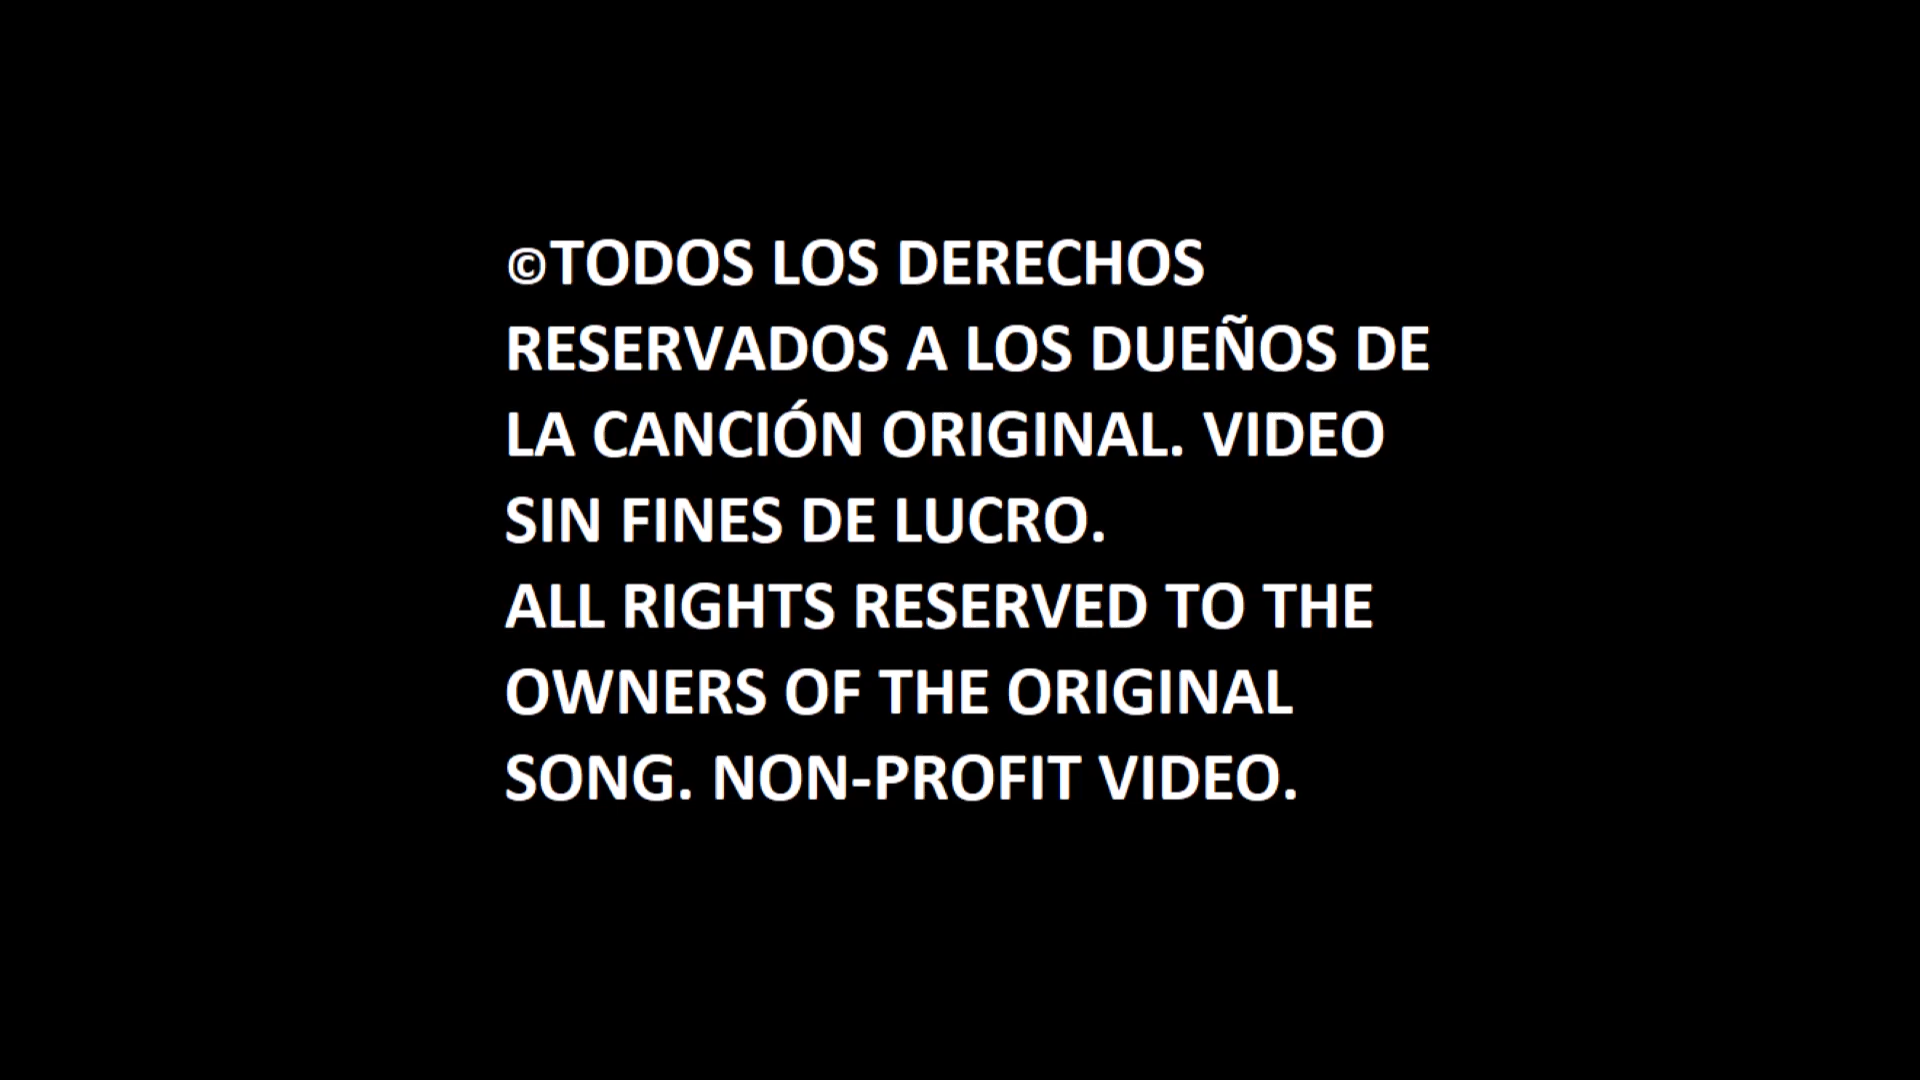 ©TODOS LOS DERECHOS
RESERVADOS A LOS DUEÑOS DE
LA CANCIÓN ORIGINAL. VIDEO
SIN FINES DE LUCRO.
ALL RIGHTS RESERVED TO THE
OWNERS OF THE ORIGINAL
SONG. NON-PROFIT VIDEO.